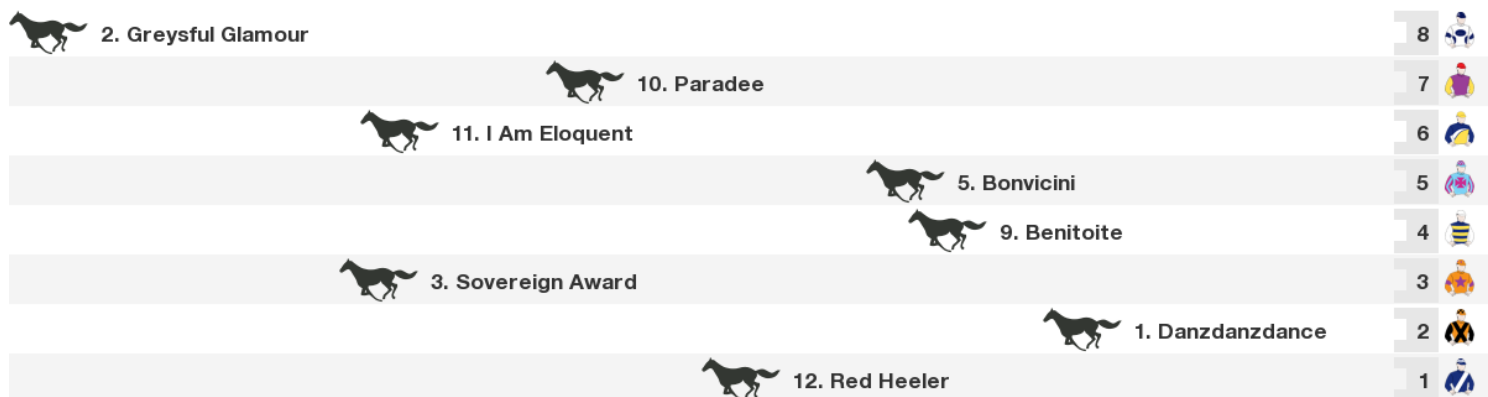 2. Greysful Glamour 8
10. Paradee 7
11. I Am Eloquent 6
5. Bonvicini 5
9. Benitoite 4
3. Sovereign Award 3
1. Danzdanzdance 2
12. Red Heeler 1